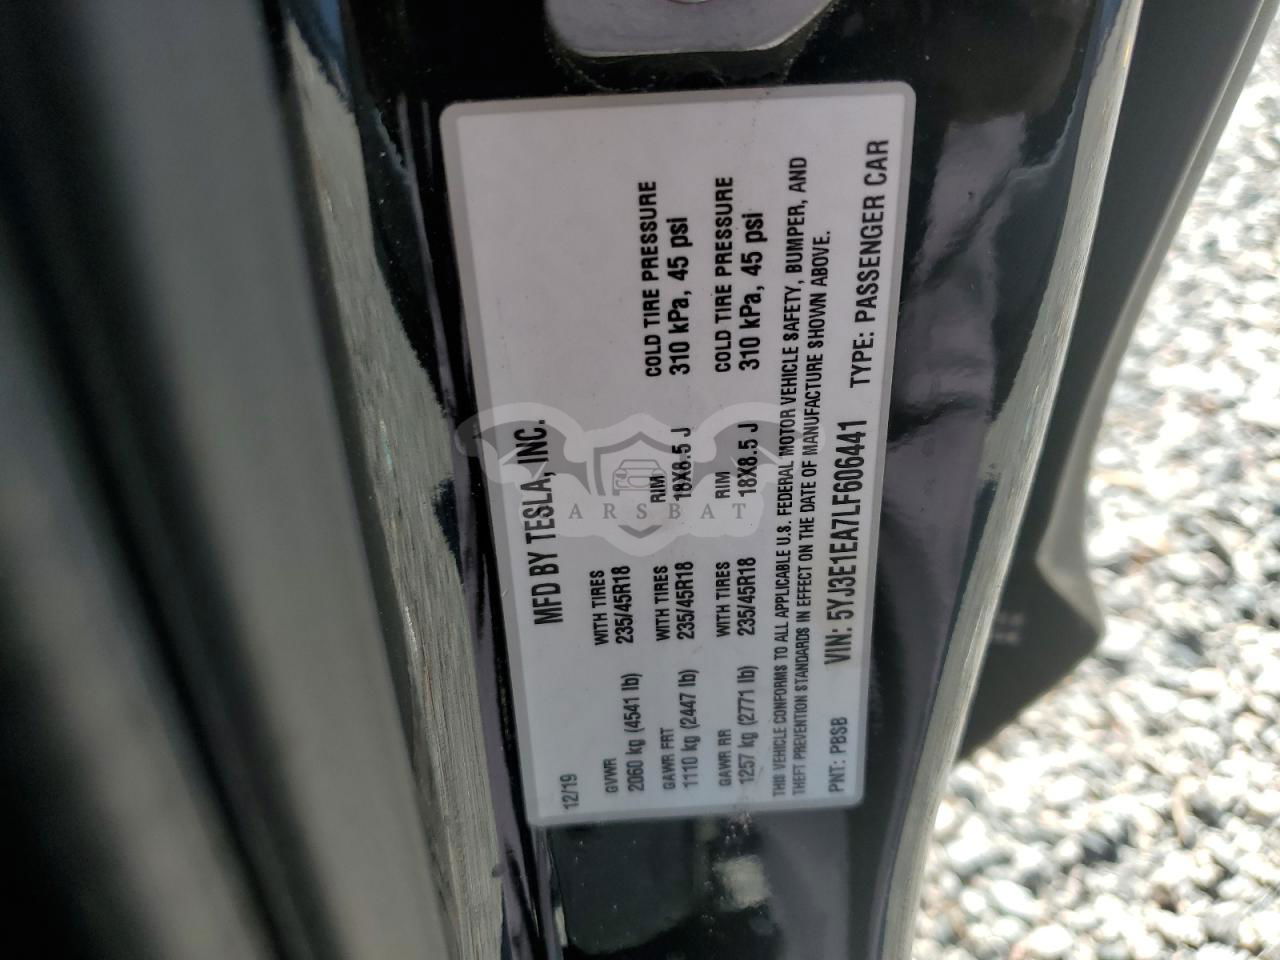 MFD BY TESLA, INC.
12/19
GVWR WITH TIRES
2060 kg (4541 lb) 235/45R18
GAWR FRT WITH TIRES RIM COLD TIRE PRESSURE
1110 kg (2447 lb) 235/45R18 18X8.5 J 310 kPa, 45 psi
GAWR RR WITH TIRES RIM COLD TIRE PRESSURE
1257 kg (2771 lb) 235/45R18 18X8.5 J 310 kPa, 45 psi
THIS VEHICLE CONFORMS TO ALL APPLICABLE U.S. FEDERAL MOTOR VEHICLE SAFETY, BUMPER, AND
THEFT PREVENTION STANDARDS IN EFFECT ON THE DATE OF MANUFACTURE SHOWN ABOVE.
PNT: PBSB VIN: 5YJ3E1EA7LF606441 TYPE: PASSENGER CAR
ARSBAT